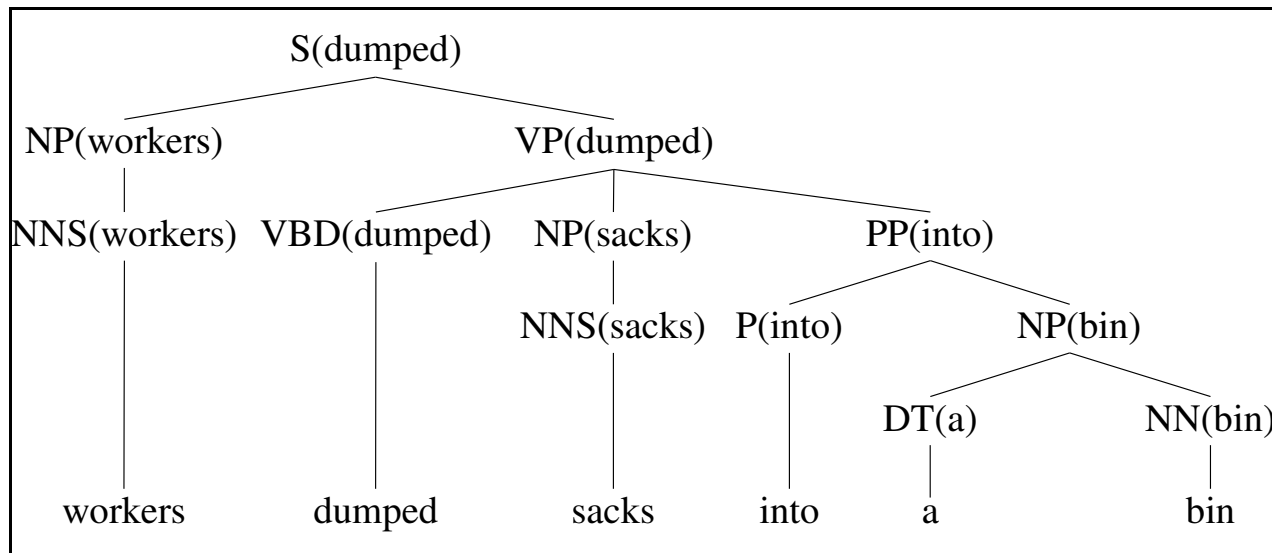 S(dumped)
NP(workers) VP(dumped)
NNS(workers) VBD(dumped) NP(sacks) PP(into)
NNS(sacks) P(into) NP(bin)
DT(a) NN(bin)
workers dumped sacks into a bin